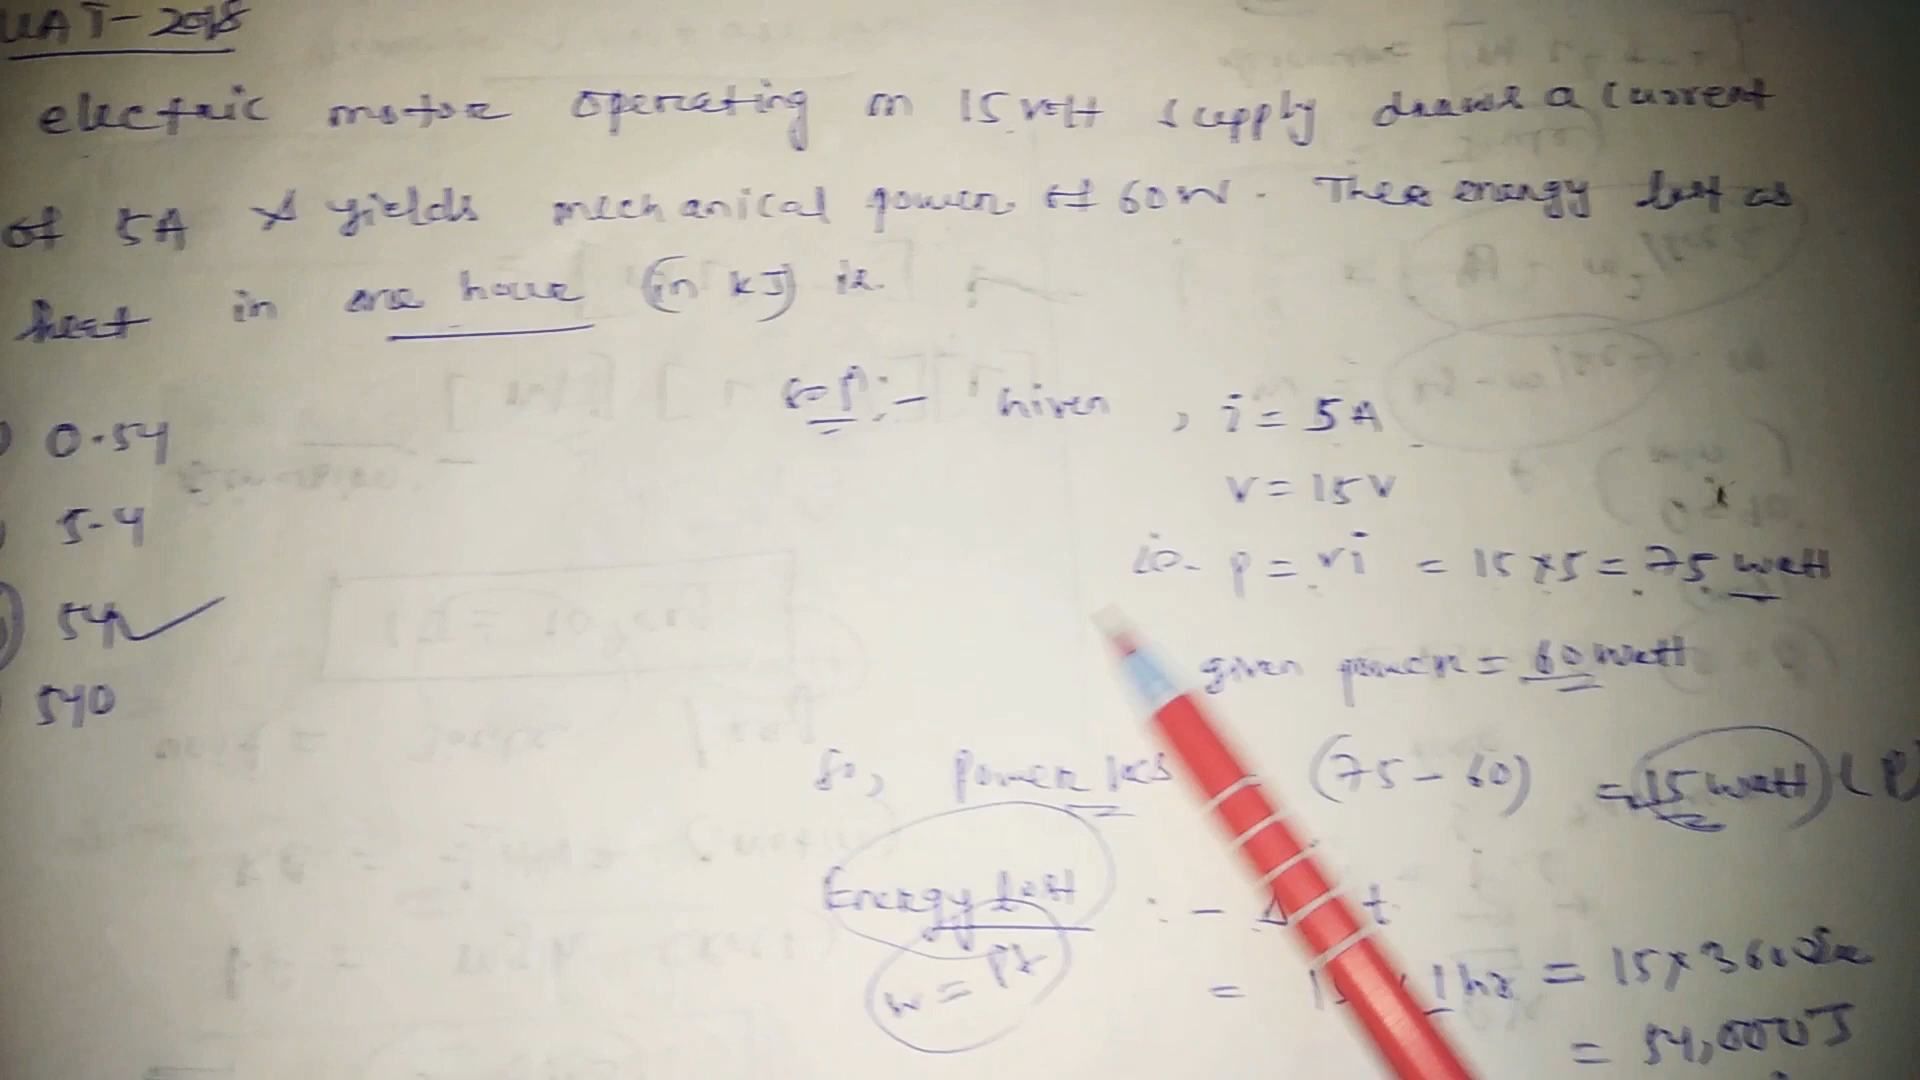 UAT-2018
electric motor operating on 15 volt supply draws a current
of 5A & yields mechanical power of 60W. The energy lost as
heat in one hour (in kJ) is.
0.54
5.4
54
540
Sol :- Given, i = 5A
V = 15V
P = Vi = 15×5 = 75 watt
given power = 60 watt
So, Power loss (75-60) = 15 watt (P)
Energy lost :- t
W = Pt
= 1hr = 15×3600
= 54,000J